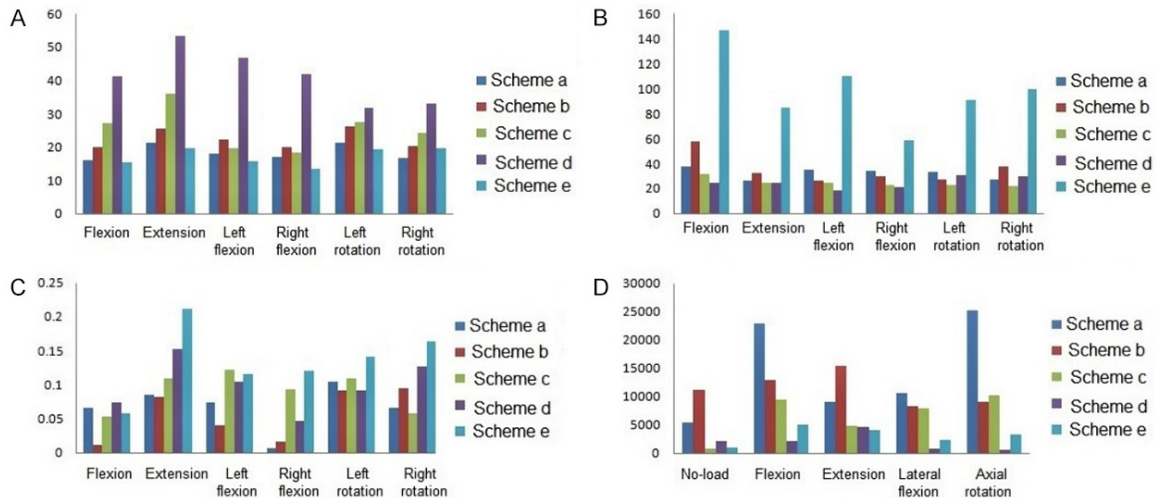 A
60
50
40
30
20
10
0
Flexion Extension Left flexion Right flexion Left rotation Right rotation
Scheme a
Scheme b
Scheme c
Scheme d
Scheme e
B
160
140
120
100
80
60
40
20
0
Flexion Extension Left flexion Right flexion Left rotation Right rotation
Scheme a
Scheme b
Scheme c
Scheme d
Scheme e
C
0.25
0.2
0.15
0.1
0.05
0
Flexion Extension Left flexion Right flexion Left rotation Right rotation
Scheme a
Scheme b
Scheme c
Scheme d
Scheme e
D
30000
25000
20000
15000
10000
5000
0
No-load Flexion Extension Lateral flexion Axial rotation
Scheme a
Scheme b
Scheme c
Scheme d
Scheme e